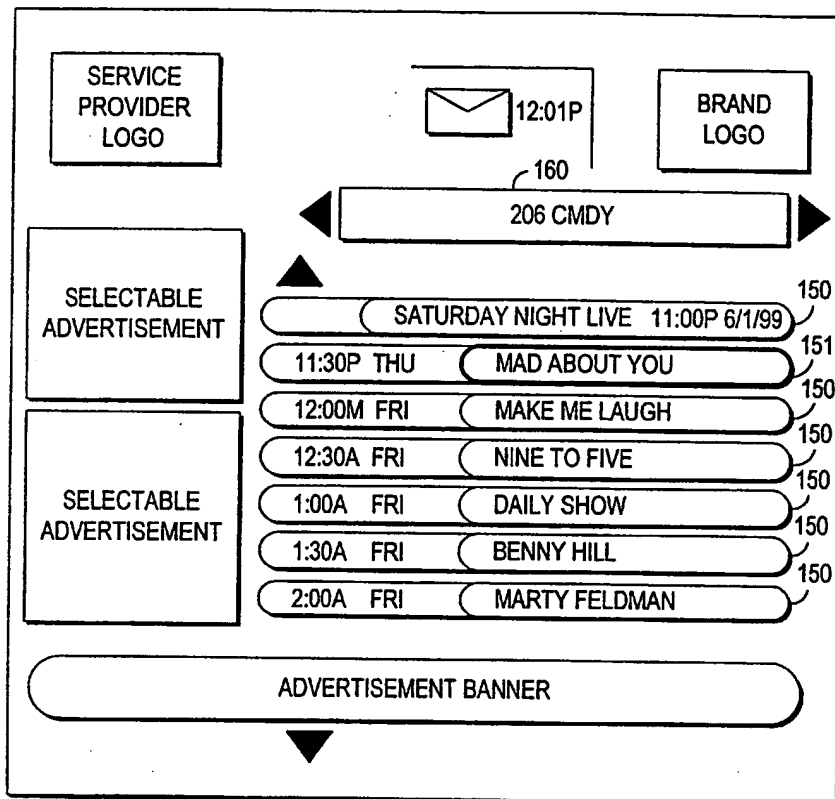 SERVICE
PROVIDER
LOGO
12:01P
BRAND
LOGO
160
206 CMDY
SELECTABLE
ADVERTISEMENT
SATURDAY NIGHT LIVE 11:00P 6/1/99 150
11:30P THU MAD ABOUT YOU 151
12:00M FRI MAKE ME LAUGH 150
12:30A FRI NINE TO FIVE 150
SELECTABLE
ADVERTISEMENT
1:00A FRI DAILY SHOW 150
1:30A FRI BENNY HILL 150
2:00A FRI MARTY FELDMAN 150
ADVERTISEMENT BANNER